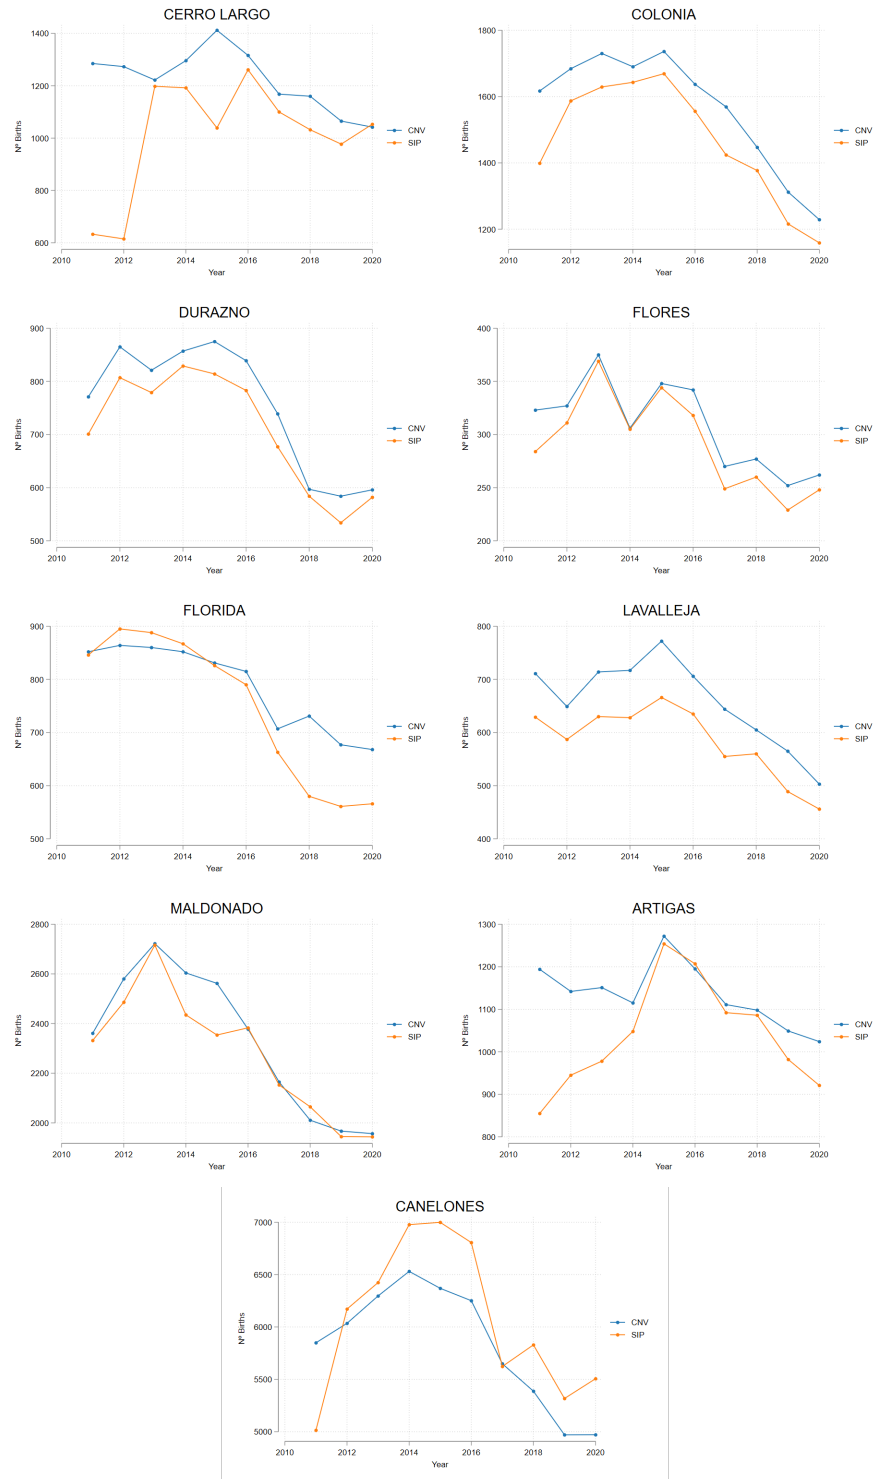 CERRO LARGO
1400
1200
1000
800
600
Nº Births
2010 2012 2014 2016 2018 2020
Year
CNV
SIP
COLONIA
1800
1600
1400
1200
Nº Births
2010 2012 2014 2016 2018 2020
Year
CNV
SIP
DURAZNO
900
800
700
600
500
Nº Births
2010 2012 2014 2016 2018 2020
Year
CNV
SIP
FLORES
400
350
300
250
200
Nº Births
2010 2012 2014 2016 2018 2020
Year
CNV
SIP
FLORIDA
900
800
700
600
500
Nº Births
2010 2012 2014 2016 2018 2020
Year
CNV
SIP
LAVALLEJA
800
700
600
500
400
Nº Births
2010 2012 2014 2016 2018 2020
Year
CNV
SIP
MALDONADO
2800
2600
2400
2200
2000
Nº Births
2010 2012 2014 2016 2018 2020
Year
CNV
SIP
ARTIGAS
1300
1200
1100
1000
900
800
Nº Births
2010 2012 2014 2016 2018 2020
Year
CNV
SIP
CANELONES
7000
6500
6000
5500
5000
Nº Births
2010 2012 2014 2016 2018 2020
Year
CNV
SIP